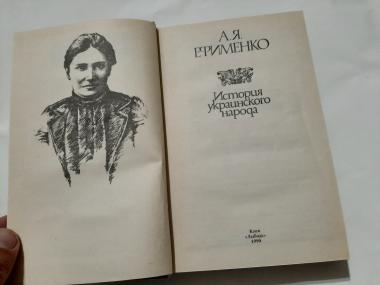 А.Я.
ЕФИМЕНКО
История
украинского
народа
Киев
«Лыбидь»
1990